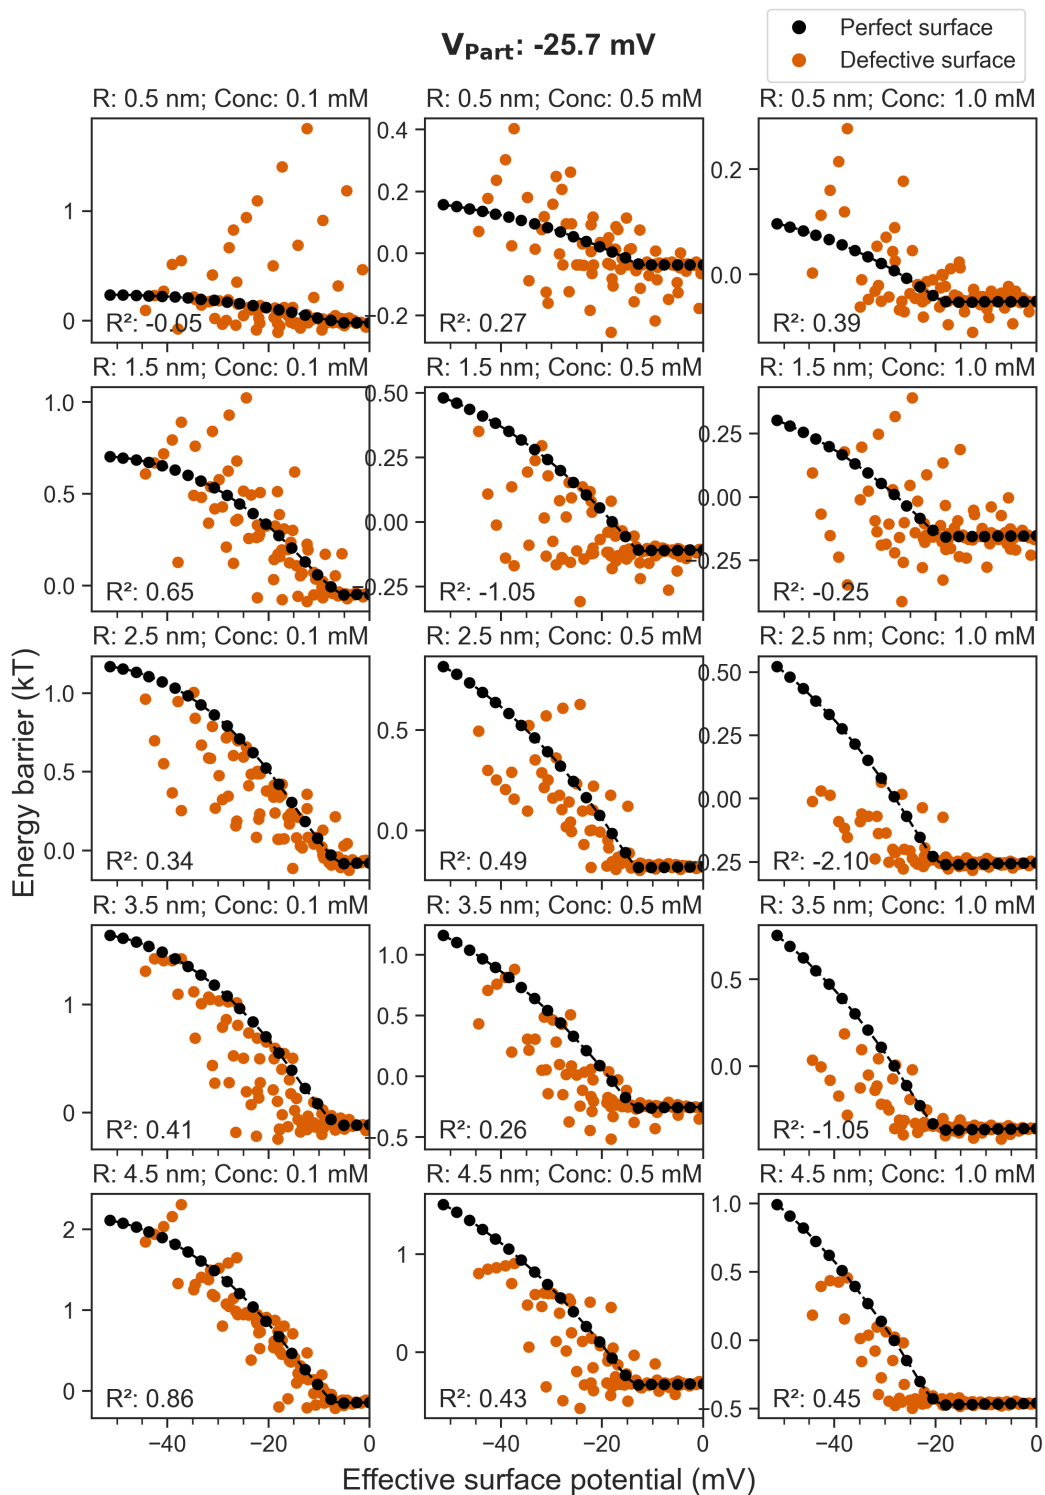 V_Part: -25.7 mV
Perfect surface
Defective surface
R: 0.5 nm; Conc: 0.1 mM
R: 0.5 nm; Conc: 0.5 mM
R: 0.5 nm; Conc: 1.0 mM
1
0
R²: -0.05
0.4
0.2
0.0
−0.2
R²: 0.27
0.2
0.0
R²: 0.39
R: 1.5 nm; Conc: 0.1 mM
R: 1.5 nm; Conc: 0.5 mM
R: 1.5 nm; Conc: 1.0 mM
1.0
0.5
0.0
R²: 0.65
0.50
0.25
0.00
−0.25
R²: -1.05
0.25
0.00
−0.25
R²: -0.25
R: 2.5 nm; Conc: 0.1 mM
R: 2.5 nm; Conc: 0.5 mM
R: 2.5 nm; Conc: 1.0 mM
1.0
0.5
0.0
R²: 0.34
0.5
0.0
R²: 0.49
0.50
0.25
0.00
0.25
R²: -2.10
Energy barrier (kT)
R: 3.5 nm; Conc: 0.1 mM
R: 3.5 nm; Conc: 0.5 mM
R: 3.5 nm; Conc: 1.0 mM
1
0
R²: 0.41
1.0
0.5
0.0
−0.5
R²: 0.26
0.5
0.0
R²: -1.05
R: 4.5 nm; Conc: 0.1 mM
R: 4.5 nm; Conc: 0.5 mM
R: 4.5 nm; Conc: 1.0 mM
2
1
0
R²: 0.86
1
0
R²: 0.43
1.0
0.5
0.0
−0.5
R²: 0.45
−40 −20 0
−40 −20 0
−40 −20 0
Effective surface potential (mV)